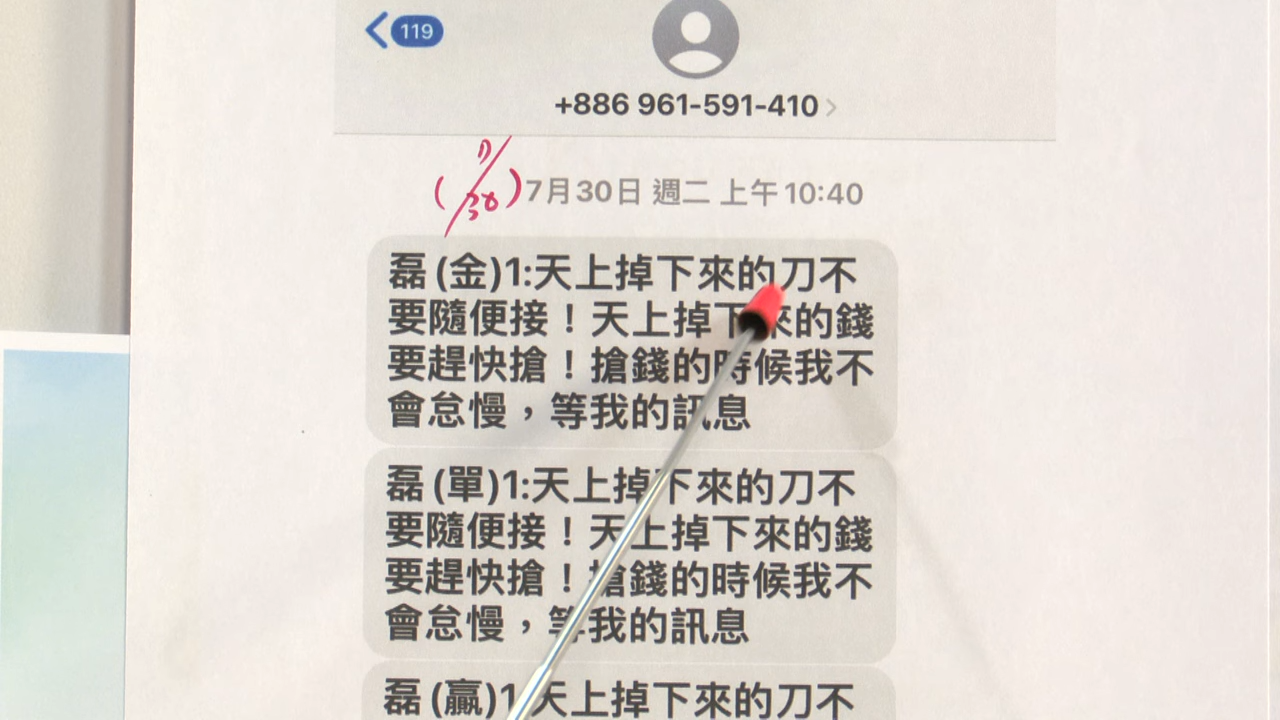 119
+886 961-591-410
(7/30) 7月30日 週二 上午10:40
磊(金)1:天上掉下來的刀不
要隨便接！天上掉下來的錢
要趕快搶！搶錢的時候我不
會怠慢，等我的訊息
磊(單)1:天上掉下來的刀不
要隨便接！天上掉下來的錢
要趕快搶！搶錢的時候我不
會怠慢，等我的訊息
磊(贏)1:天上掉下來的刀不